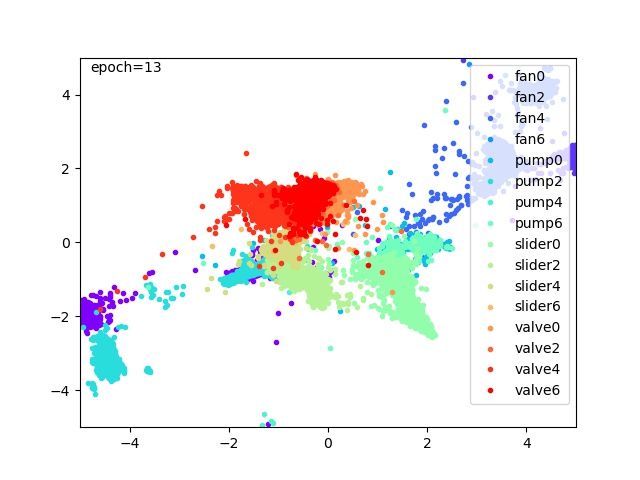 epoch=13
fan0
fan2
fan4
fan6
pump0
pump2
pump4
pump6
slider0
slider2
slider4
slider6
valve0
valve2
valve4
valve6
4
2
0
−2
−4
−4
−2
0
2
4